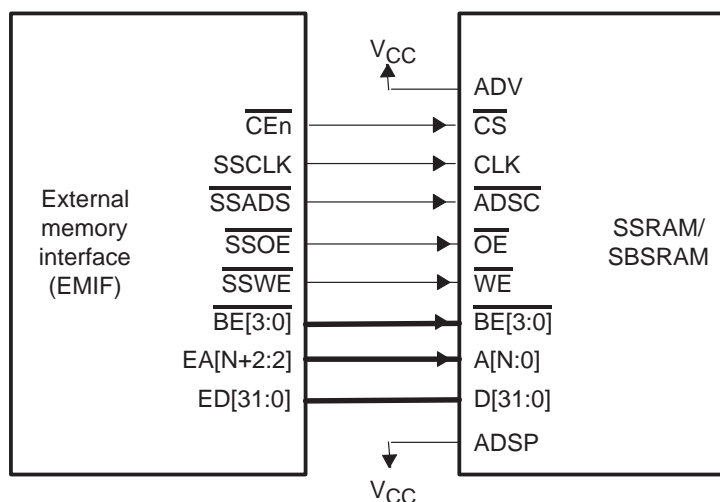 VCC
ADV
CEn
CS
SSCLK
CLK
SSADS
ADSC
SSOE
OE
SSWE
WE
BE[3:0]
BE[3:0]
EA[N+2:2]
A[N:0]
ED[31:0]
D[31:0]
ADSP
VCC
External
memory
interface
(EMIF)
SSRAM/
SBSRAM